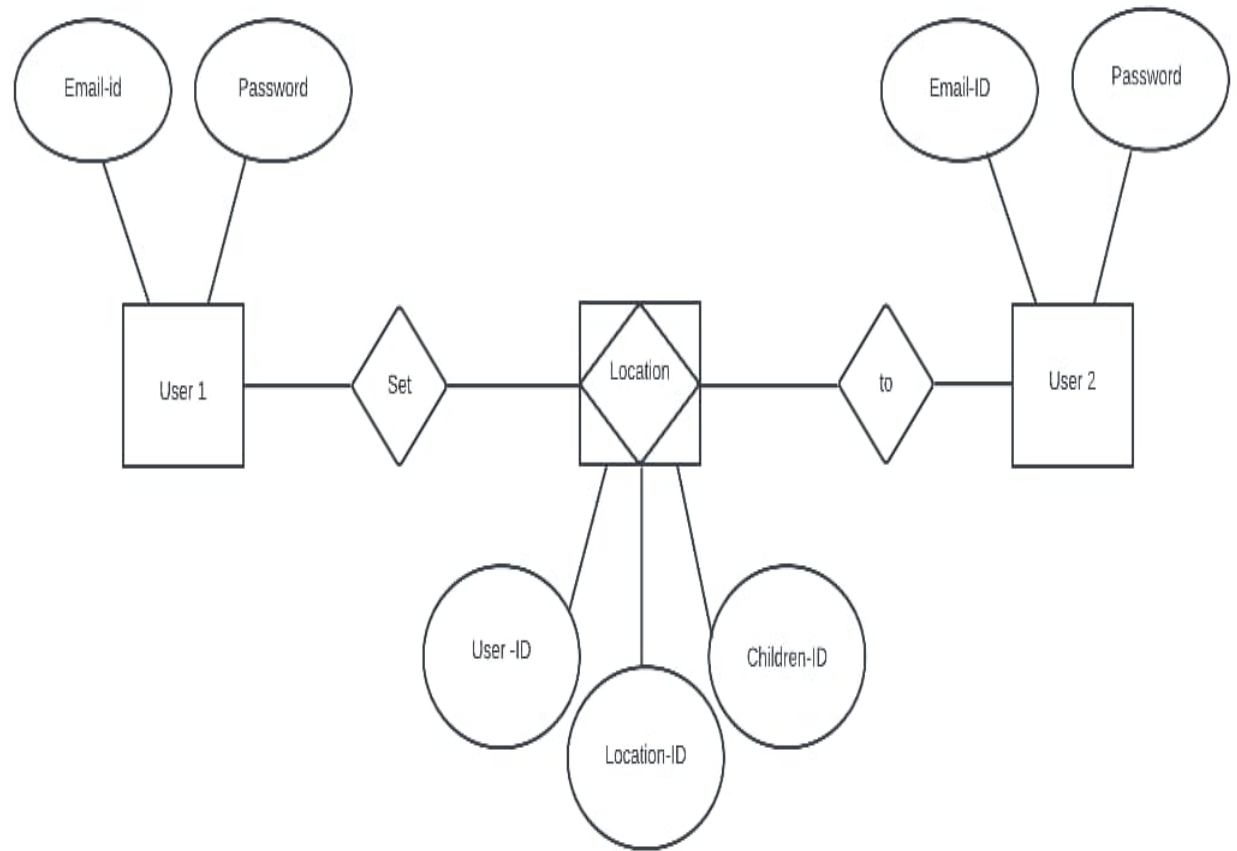 Email-id
Password
Email-ID
Password
User 1
Set
Location
to
User 2
User -ID
Location-ID
Children-ID